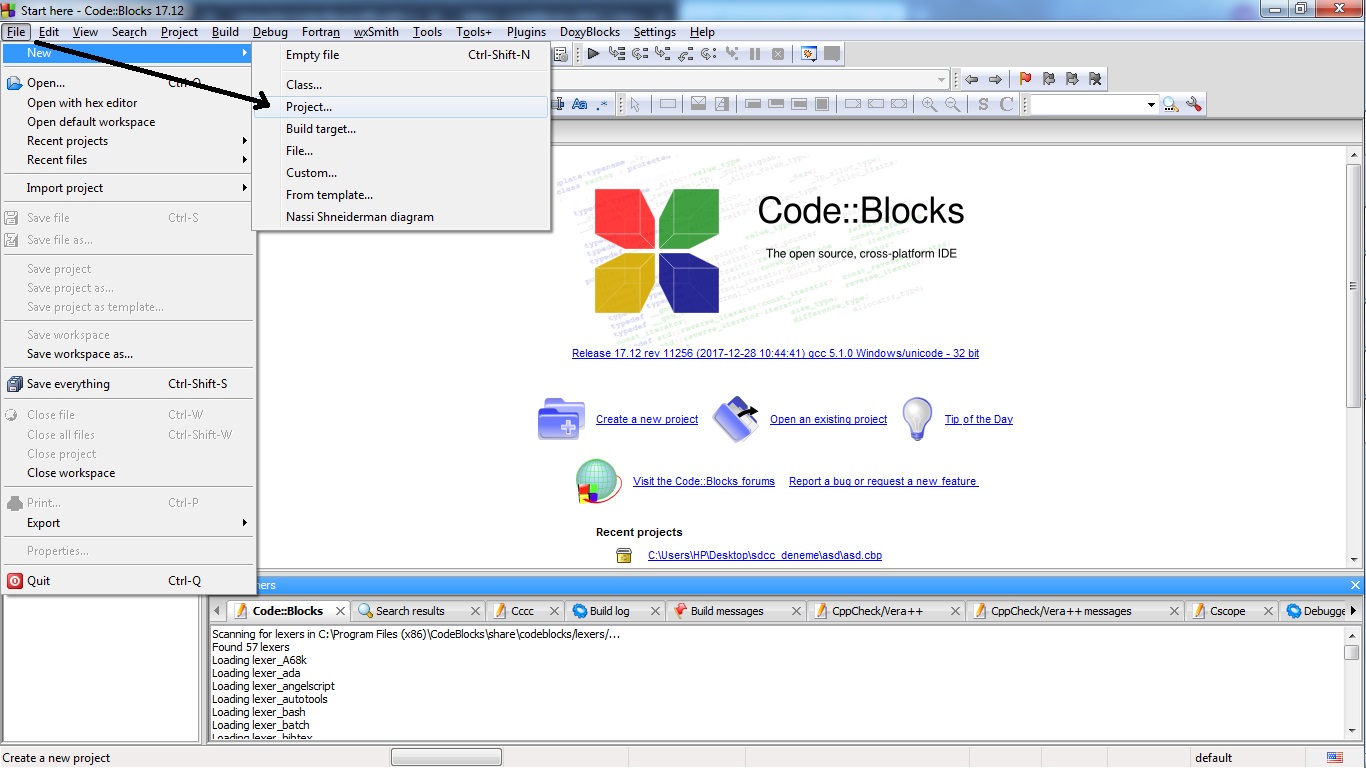 Start here - Code::Blocks 17.12
File Edit View Search Project Build Debug Fortran wxSmith Tools Tools+ Plugins DoxyBlocks Settings Help
New
Open...
Open with hex editor
Open default workspace
Recent projects
Recent files
Import project
Save file Ctrl-S
Save file as...
Save project
Save project as...
Save project as template...
Save workspace
Save workspace as...
Save everything Ctrl-Shift-S
Close file Ctrl-W
Close all files Ctrl-Shift-W
Close project
Close workspace
Print... Ctrl-P
Export
Properties...
Quit Ctrl-Q
Empty file Ctrl-Shift-N
Class...
Project...
Build target...
File...
Custom...
From template...
Nassi Shneiderman diagram
Aa .*
S C
Code::Blocks
The open source, cross-platform IDE
Release 17.12 rev 11256 (2017-12-28 10:44:41) gcc 5.1.0 Windows/unicode - 32 bit
Create a new project Open an existing project Tip of the Day
Visit the Code::Blocks forums Report a bug or request a new feature
Recent projects
C:\Users\HP\Desktop\sdcc_deneme\asd\asd.cbp
Code::Blocks Search results Cccc Build log Build messages CppCheck/Vera++ CppCheck/Vera++ messages Cscope Debugge
Scanning for lexers in C:\Program Files (x86)\CodeBlocks\share\codeblocks/lexers/...
Found 57 lexers
Loading lexer_A68k
Loading lexer_ada
Loading lexer_angelscript
Loading lexer_autotools
Loading lexer_bash
Loading lexer_batch
Loading lexer_bibtex
Create a new project default